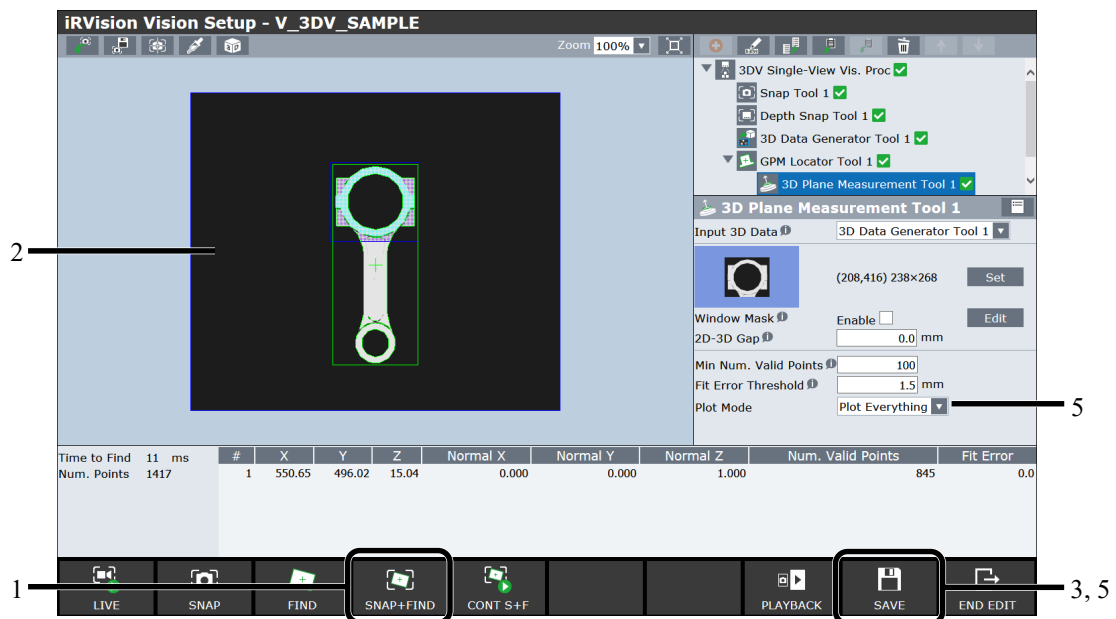 iRVision Vision Setup - V_3DV_SAMPLE
Zoom 100%
3DV Single-View Vis. Proc
Snap Tool 1
Depth Snap Tool 1
3D Data Generator Tool 1
GPM Locator Tool 1
3D Plane Measurement Tool 1
3D Plane Measurement Tool 1
Input 3D Data 3D Data Generator Tool 1
(208,416) 238×268 Set
Window Mask Enable Edit
2D-3D Gap 0.0 mm
Min Num. Valid Points 100
Fit Error Threshold 1.5 mm
Plot Mode Plot Everything
2
5
Time to Find 11 ms
Num. Points 1417
# X Y Z Normal X Normal Y Normal Z Num. Valid Points Fit Error
1 550.65 496.02 15.04 0.000 0.000 1.000 845 0.0
1
LIVE SNAP FIND SNAP+FIND CONT S+F PLAYBACK SAVE END EDIT
3, 5